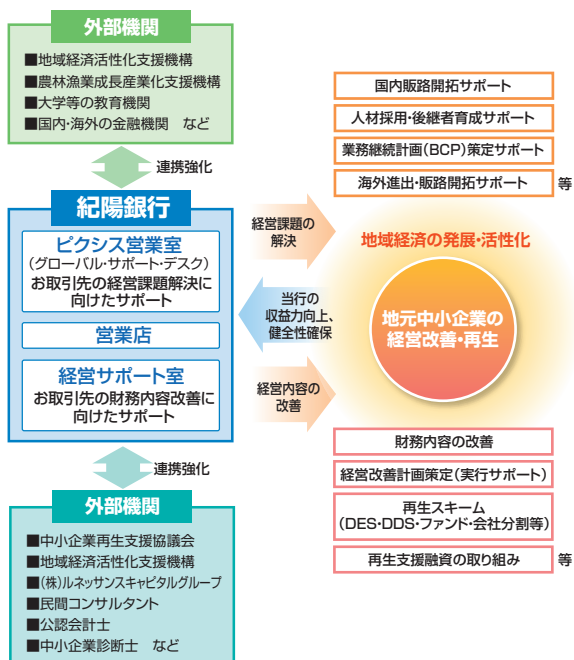 外部機関
■地域経済活性化支援機構
■農林漁業成長産業化支援機構
■大学等の教育機関
■国内・海外の金融機関 など
連携強化
紀陽銀行
ピクシス営業室
(グローバル・サポート・デスク)
お取引先の経営課題解決に
向けたサポート
営業店
経営サポート室
お取引先の財務内容改善に
向けたサポート
連携強化
外部機関
■中小企業再生支援協議会
■地域経済活性化支援機構
■(株)ルネッサンスキャピタルグループ
■民間コンサルタント
■公認会計士
■中小企業診断士 など
経営課題の
解決
当行の
収益力向上、
健全性確保
経営内容の
改善
国内販路開拓サポート
人材採用・後継者育成サポート
業務継続計画(BCP)策定サポート
海外進出・販路開拓サポート 等
地域経済の発展・活性化
地元中小企業の
経営改善・再生
財務内容の改善
経営改善計画策定(実行サポート)
再生スキーム
(DES・DDS・ファンド・会社分割等)
再生支援融資の取り組み 等